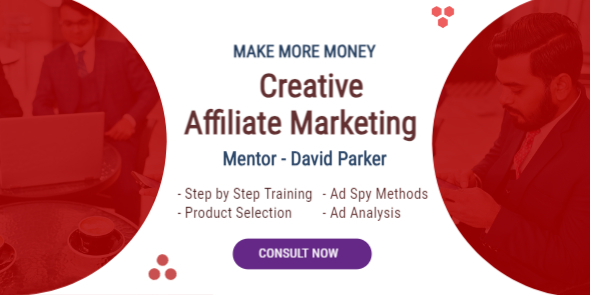 MAKE MORE MONEY
Creative
Affiliate Marketing
Mentor - David Parker
- Step by Step Training - Ad Spy Methods
- Product Selection - Ad Analysis
CONSULT NOW